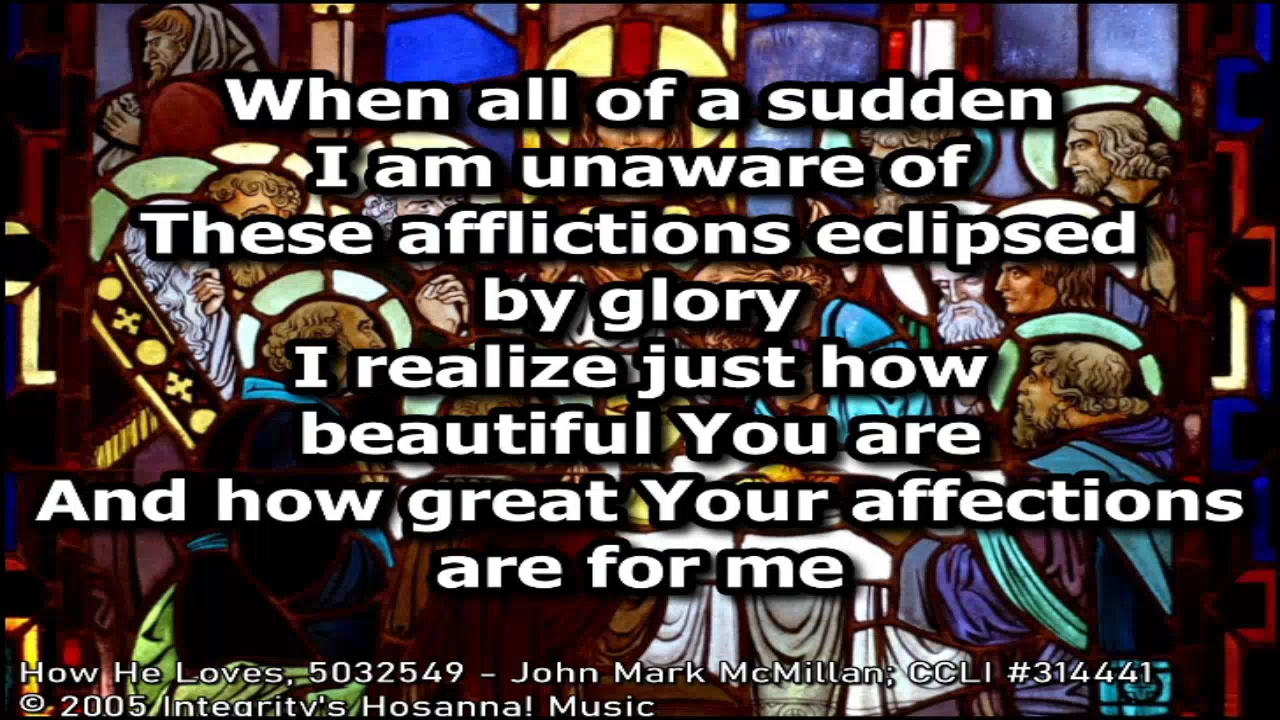 When all of a sudden
I am unaware of
These afflictions eclipsed
by glory
I realize just how
beautiful You are
And how great Your affections
are for me
How He Loves, 5032549 - John Mark McMillan; CCLI #314441
© 2005 Integrity's Hosanna! Music